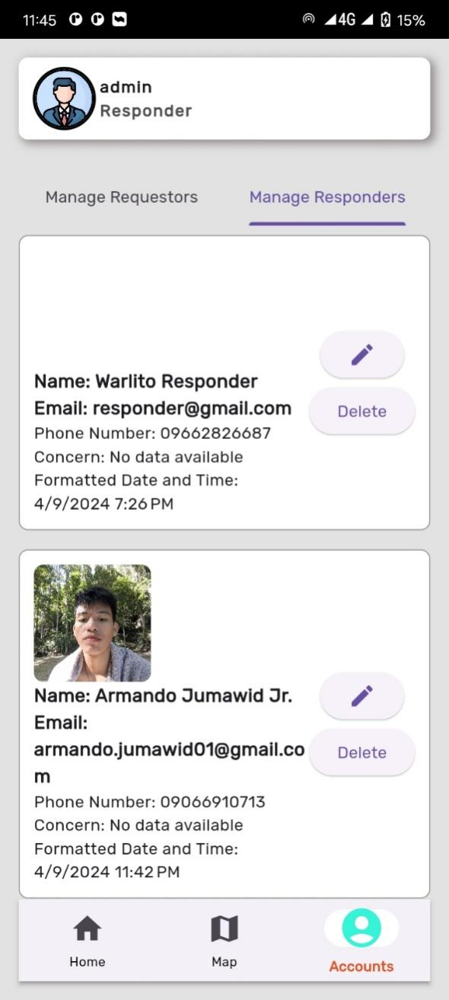 11:45
4G
15%
admin
Responder
Manage Requestors
Manage Responders
Name: Warlito Responder
Email: responder@gmail.com
Phone Number: 09662826687
Concern: No data available
Formatted Date and Time:
4/9/2024 7:26 PM
Delete
Name: Armando Jumawid Jr.
Email:
armando.jumawid01@gmail.co
m
Phone Number: 09066910713
Concern: No data available
Formatted Date and Time:
4/9/2024 11:42 PM
Delete
Home
Map
Accounts